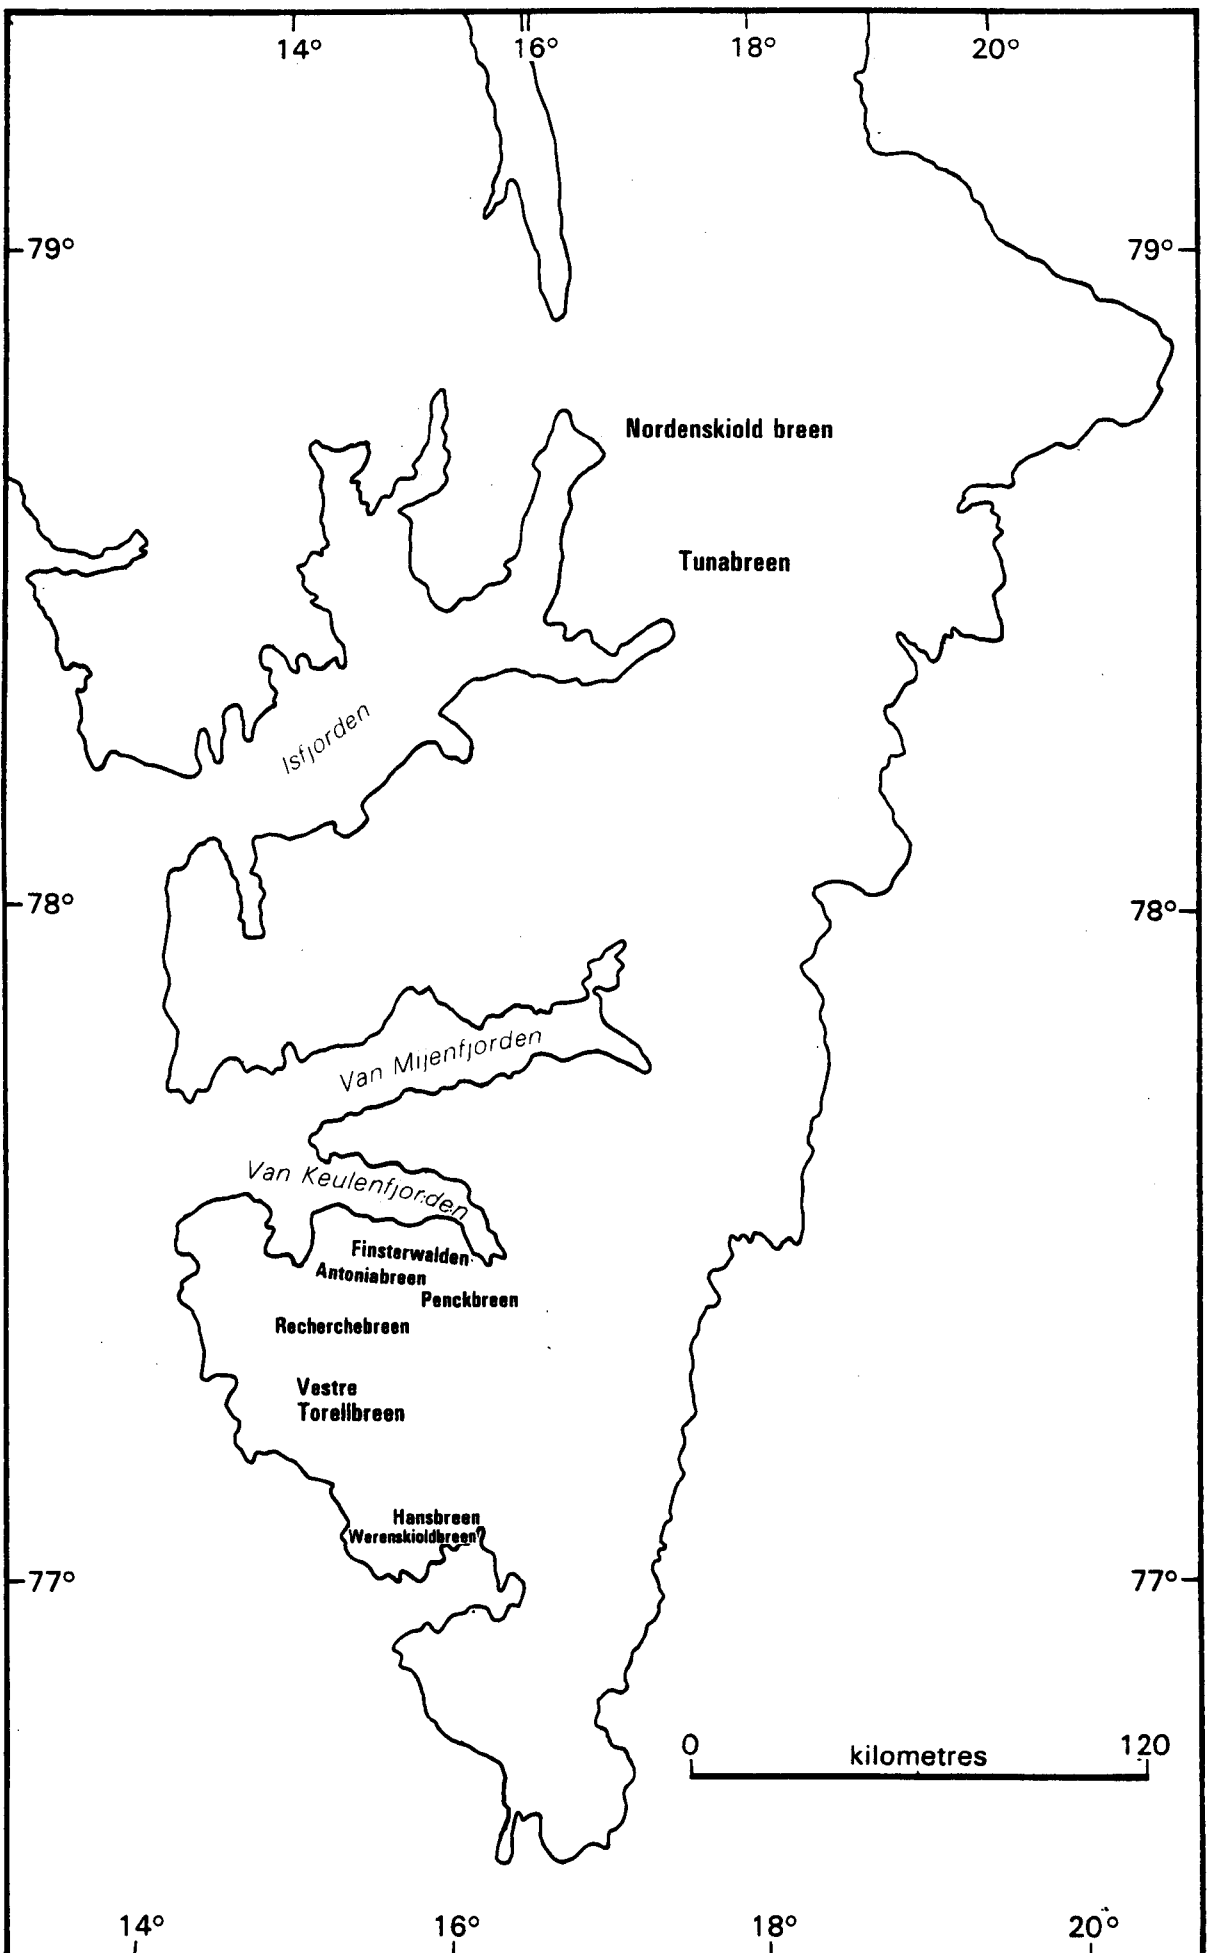 14° 16° 18° 20°
79° 79°
Nordenskiold breen
Tunabreen
Isfjorden
78° 78°
Van Mijenfjorden
Van Keulenfjorden
Finsterwalden
Antoniabreen
Penckbreen
Recherchebreen
Vestre
Torellbreen
Hansbreen
Werenskioldbreen
77° 77°
0 kilometres 120
14° 16° 18° 20°